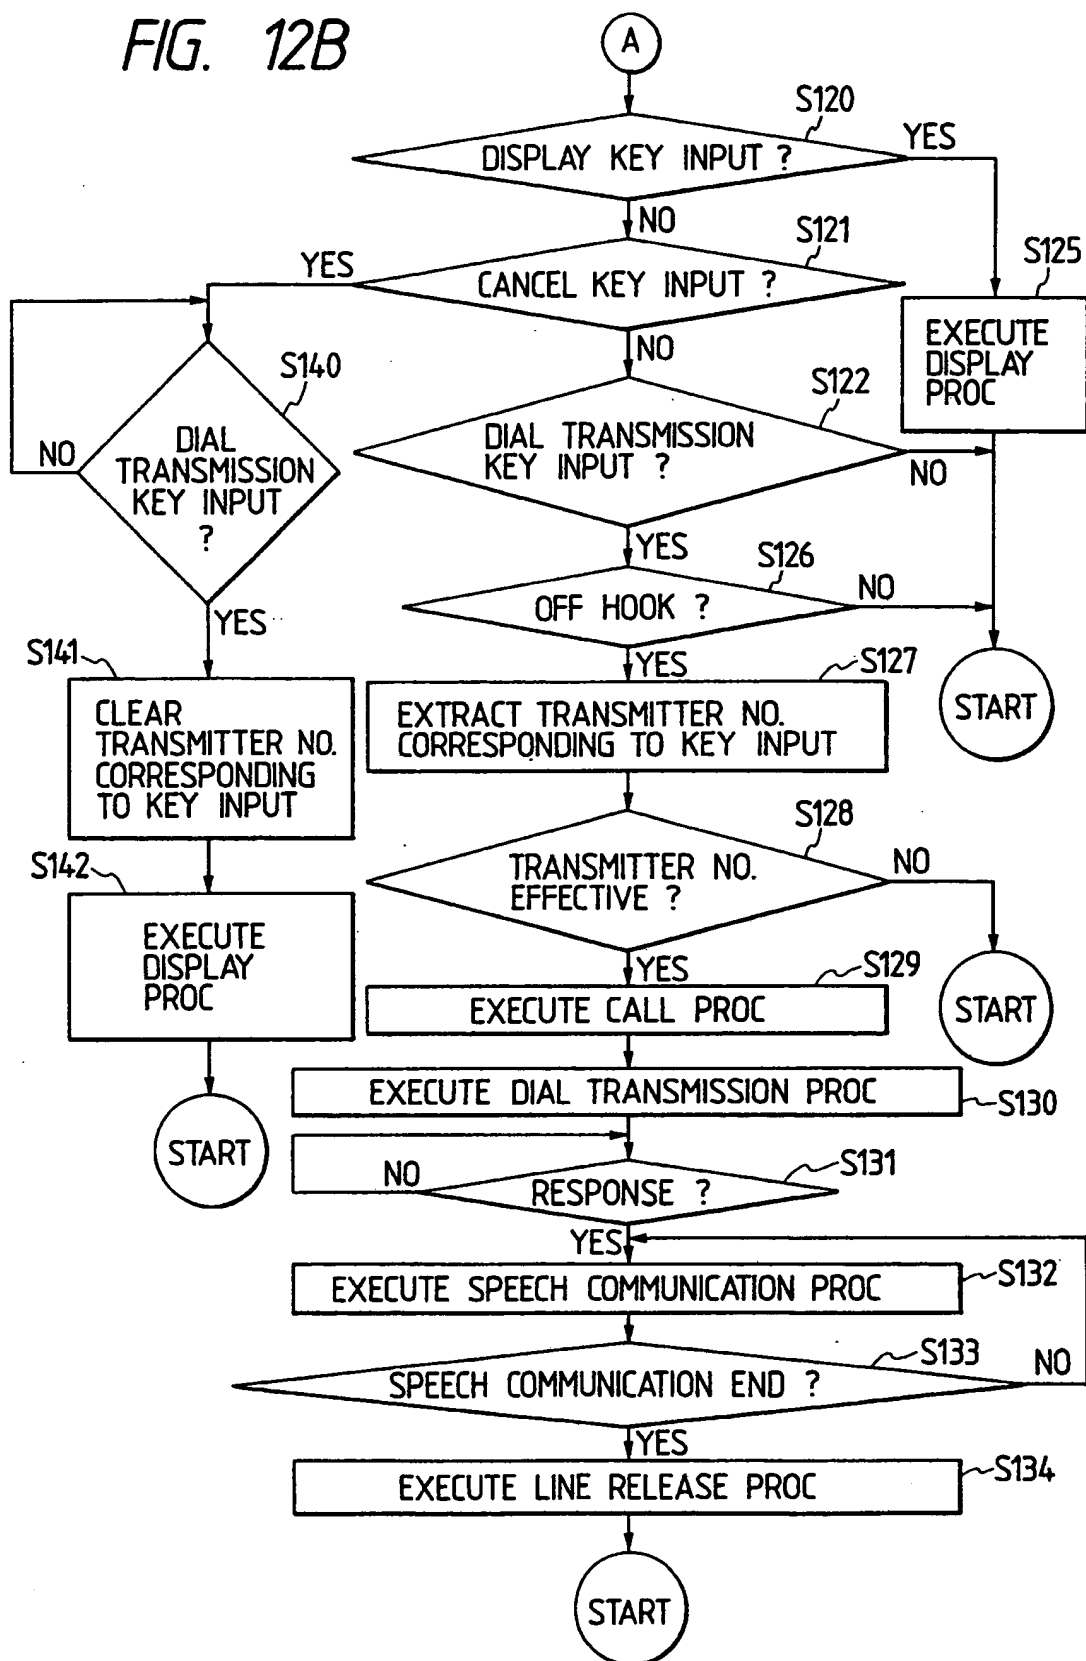 FIG. 12B
A
S120
DISPLAY KEY INPUT ?
YES
NO
S121
CANCEL KEY INPUT ?
YES
NO
S125
EXECUTE
DISPLAY
PROC
S140
DIAL
TRANSMISSION
KEY INPUT
?
NO
YES
S122
DIAL TRANSMISSION
KEY INPUT ?
NO
YES
S126
OFF HOOK ?
NO
YES
START
S141
CLEAR
TRANSMITTER NO.
CORRESPONDING
TO KEY INPUT
S127
EXTRACT TRANSMITTER NO.
CORRESPONDING TO KEY INPUT
S142
EXECUTE
DISPLAY
PROC
START
S128
TRANSMITTER NO.
EFFECTIVE ?
NO
YES
START
S129
EXECUTE CALL PROC
EXECUTE DIAL TRANSMISSION PROC
S130
S131
RESPONSE ?
NO
YES
EXECUTE SPEECH COMMUNICATION PROC
S132
S133
SPEECH COMMUNICATION END ?
NO
YES
EXECUTE LINE RELEASE PROC
S134
START